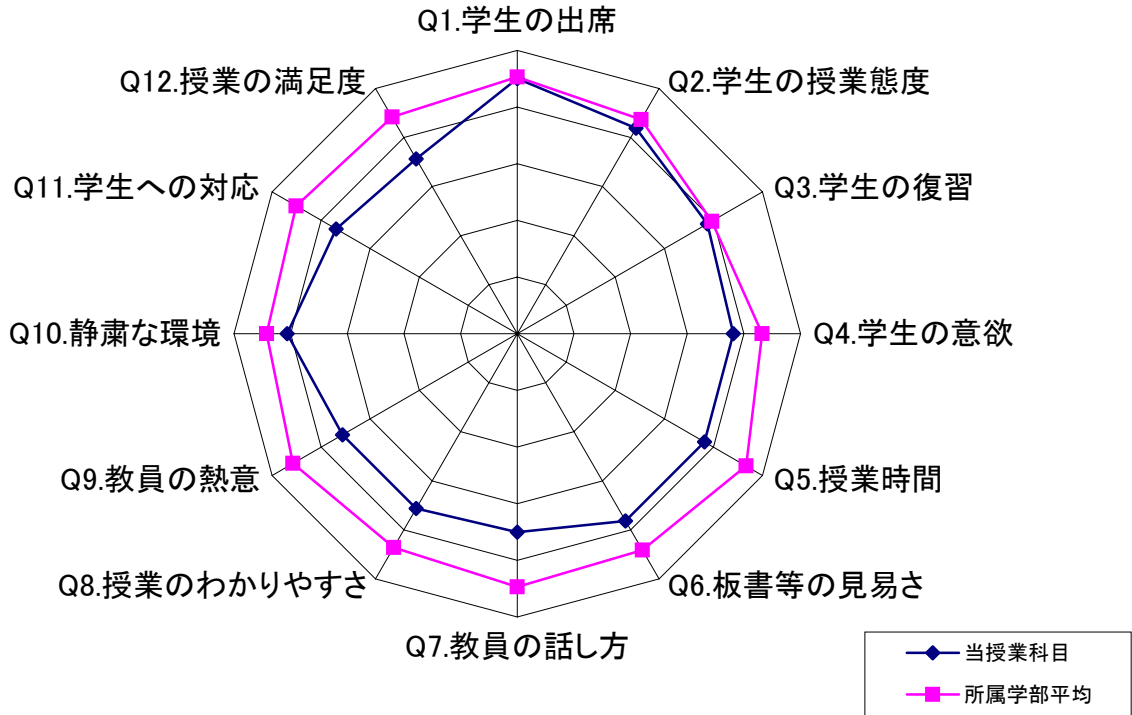 Q1.学生の出席
Q2.学生の授業態度
Q3.学生の復習
Q4.学生の意欲
Q5.授業時間
Q6.板書等の見易さ
Q7.教員の話し方
Q8.授業のわかりやすさ
Q9.教員の熱意
Q10.静粛な環境
Q11.学生への対応
Q12.授業の満足度
当授業科目
所属学部平均